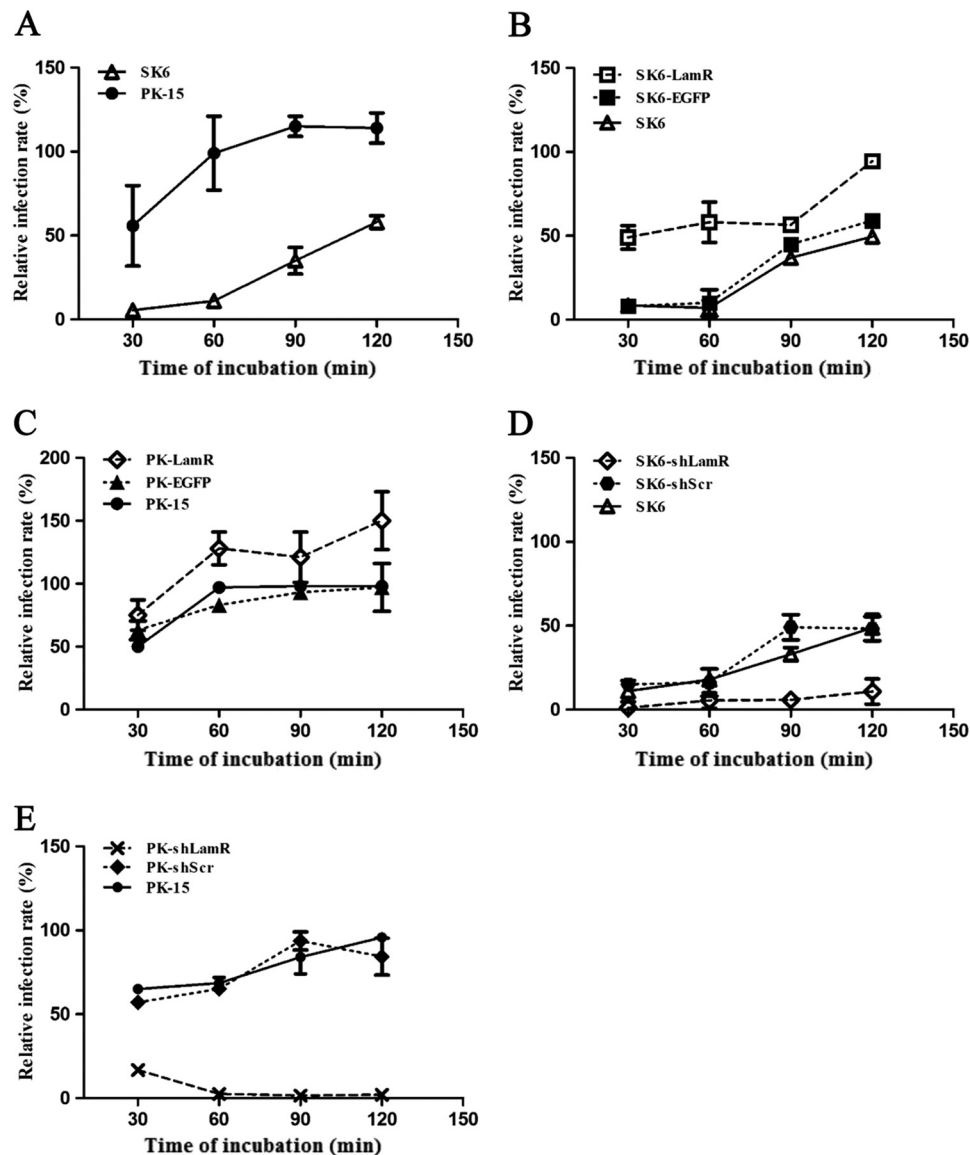 A
Relative infection rate (%)
150
100
50
0
SK6
PK-15
30 60 90 120 150
Time of incubation (min)
B
Relative infection rate (%)
150
100
50
0
SK6-LamR
SK6-EGFP
SK6
30 60 90 120 150
Time of incubation (min)
C
Relative infection rate (%)
200
150
100
50
0
PK-LamR
PK-EGFP
PK-15
30 60 90 120 150
Time of incubation (min)
D
Relative infection rate (%)
150
100
50
0
SK6-shLamR
SK6-shScr
SK6
30 60 90 120 150
Time of incubation (min)
E
Relative infection rate (%)
150
100
50
0
PK-shLamR
PK-shScr
PK-15
30 60 90 120 150
Time of incubation (min)